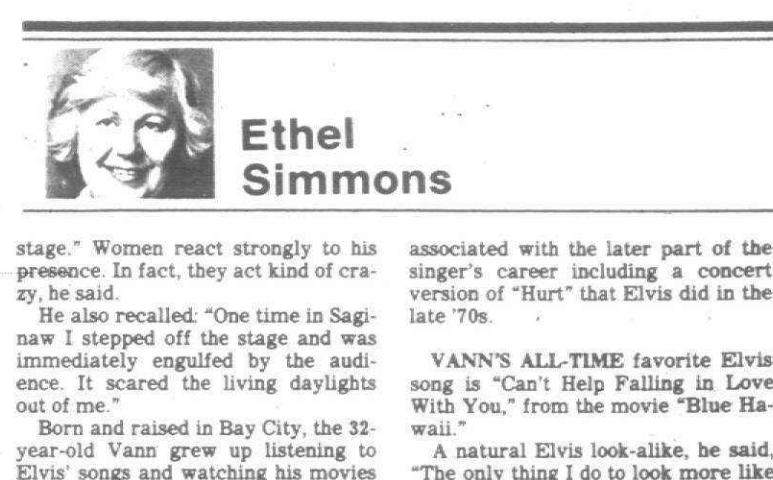 Ethel
Simmons
stage." Women react strongly to his
presence. In fact, they act kind of cra-
zy, he said.
He also recalled: "One time in Sagi-
naw I stepped off the stage and was
immediately engulfed by the audi-
ence. It scared the living daylights
out of me."
Born and raised in Bay City, the 32-
year-old Vann grew up listening to
Elvis' songs and watching his movies
associated with the later part of the
singer's career including a concert
version of "Hurt" that Elvis did in the
late '70s.
VANN'S ALL-TIME favorite Elvis
song is "Can't Help Falling in Love
With You," from the movie "Blue Ha-
waii."
A natural Elvis look-alike, he said,
"The only thing I do to look more like